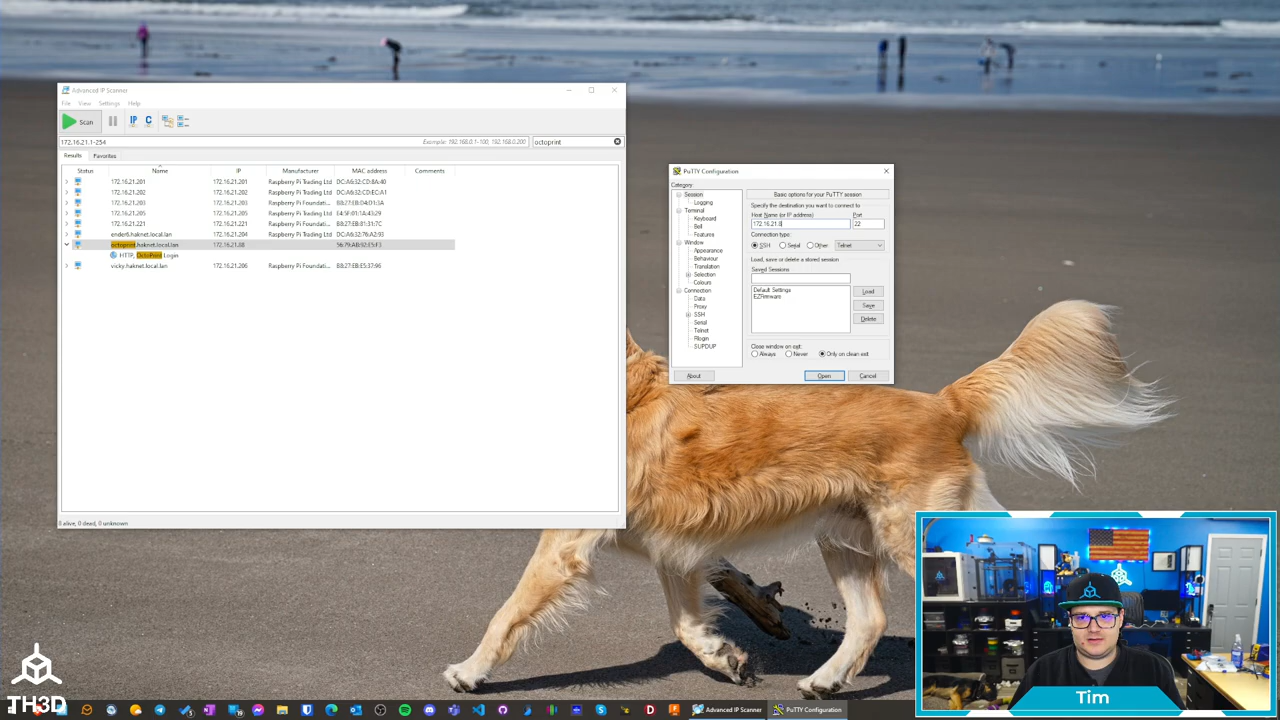 Advanced IP Scanner
File View Settings Help
Scan
IP C
172.16.21.1-254
Example: 192.168.0.1-100, 192.168.0.200
octoprint
Results Favorites
Status Name IP Manufacturer MAC address Comments
172.16.21.201 172.16.21.201 Raspberry Pi Trading Ltd DC:A6:32:CD:8A:40
172.16.21.202 172.16.21.202 Raspberry Pi Trading Ltd DC:A6:32:CD:EC:A1
172.16.21.203 172.16.21.203 Raspberry Pi Foundati...
172.16.21.205 172.16.21.205 Raspberry Pi Trading Ltd E4:5F:01:1A:43:29
172.16.21.221 172.16.21.221 Raspberry Pi Foundati... B8:27:EB:81:31:7C
ender6.haknet.local.lan 172.16.21.204 Raspberry Pi Trading Ltd DC:A6:32:76:A2:93
octoprint.haknet.local.lan 172.16.21.88 56:79:AB:92:E5:F3
HTTP, OctoPrint Login
vicky.haknet.local.lan 172.16.21.206 Raspberry Pi Foundati... B8:27:EB:E5:37:96
8 alive, 0 dead, 0 unknown
PuTTY Configuration
Category:
Session
Logging
Terminal
Keyboard
Bell
Features
Window
Appearance
Behaviour
Translation
Selection
Colours
Connection
Data
Proxy
SSH
Serial
Telnet
Rlogin
SUPDUP
Basic options for your PuTTY session
Specify the destination you want to connect to
Host Name (or IP address) Port
172.16.21.8 22
Connection type:
SSH Serial Other: Telnet
Load, save or delete a stored session
Saved Sessions
Default Settings
EZFirmware
Load
Save
Delete
Close window on exit:
Always Never Only on clean exit
About Open Cancel
Tim
TH3D
Advanced IP Scanner
PuTTY Configuration